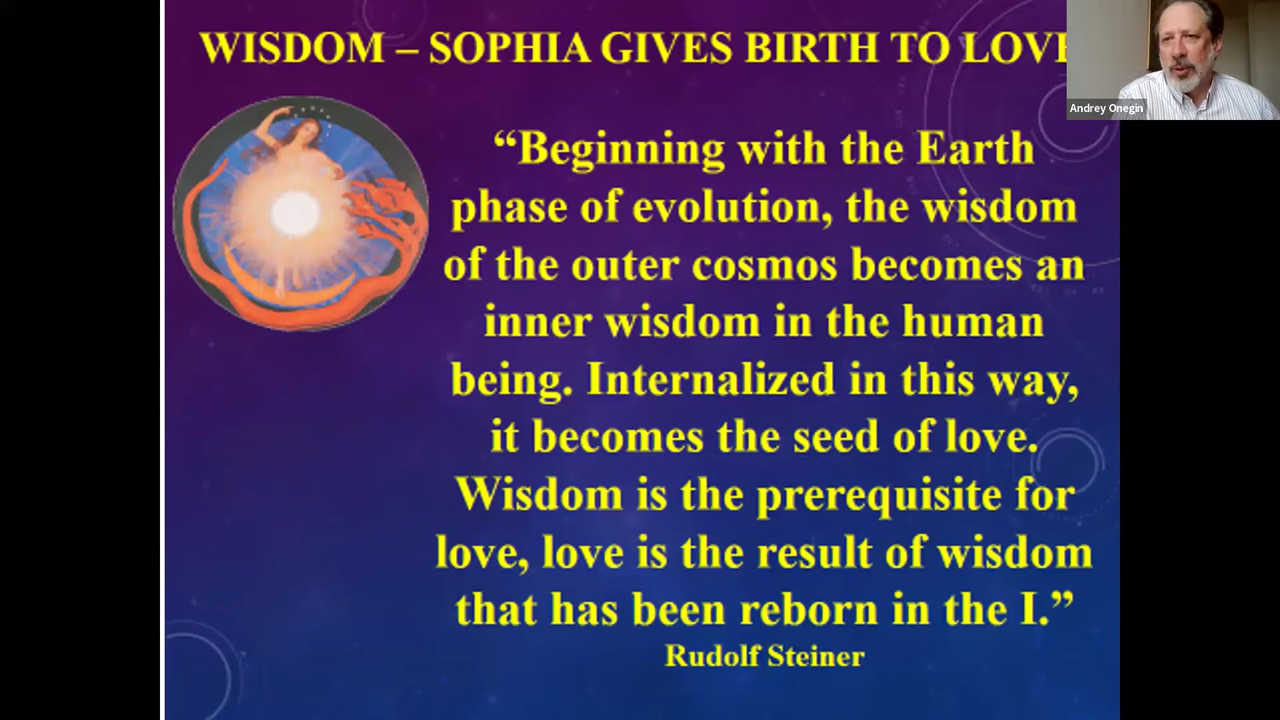 WISDOM – SOPHIA GIVES BIRTH TO LOVE
Andrey Onegin
“Beginning with the Earth
phase of evolution, the wisdom
of the outer cosmos becomes an
inner wisdom in the human
being. Internalized in this way,
it becomes the seed of love.
Wisdom is the prerequisite for
love, love is the result of wisdom
that has been reborn in the I.”
Rudolf Steiner